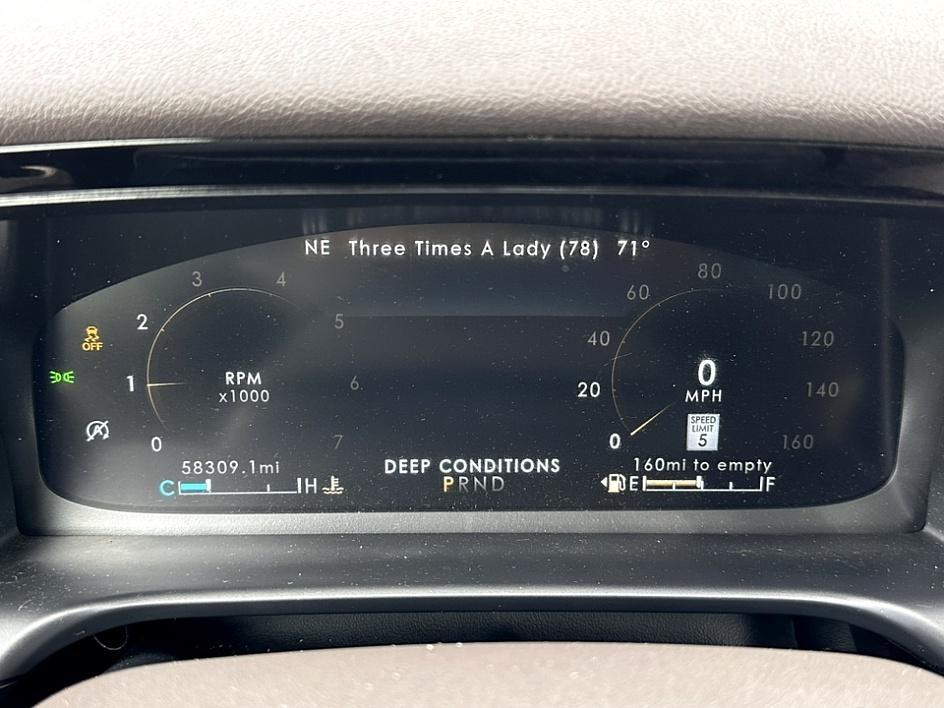 NE Three Times A Lady (78) 71°
3 4
2 5
1 6
0 7
RPM
x1000
OFF
80
60 100
40 120
20 140
0 160
0
MPH
SPEED
LIMIT
5
58309.1mi
C H
DEEP CONDITIONS
PRND
160mi to empty
E F